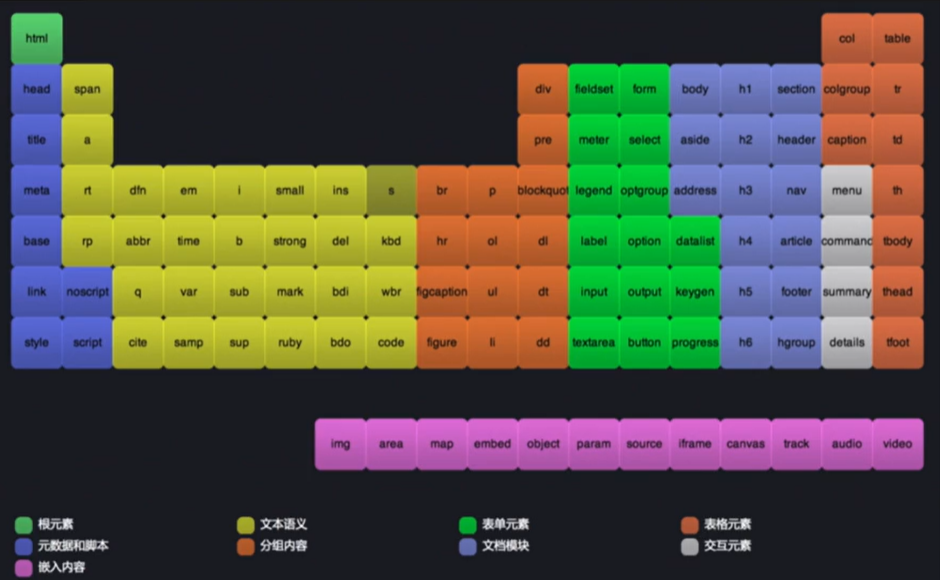 html col table
head span div fieldset form body h1 section colgroup tr
title a pre meter select aside h2 header caption td
meta rt dfn em i small ins s br p blockquot legend optgroup address h3 nav menu th
base rp abbr time b strong del kbd hr ol dl label option datalist h4 article command tbody
link noscript q var sub mark bdi wbr figcaption ul dt input output keygen h5 footer summary thead
style script cite samp sup ruby bdo code figure li dd textarea button progress h6 hgroup details tfoot
img area map embed object param source iframe canvas track audio video
根元素 文本语义 表单元素 表格元素
元数据和脚本 分组内容 文档模块 交互元素
嵌入内容